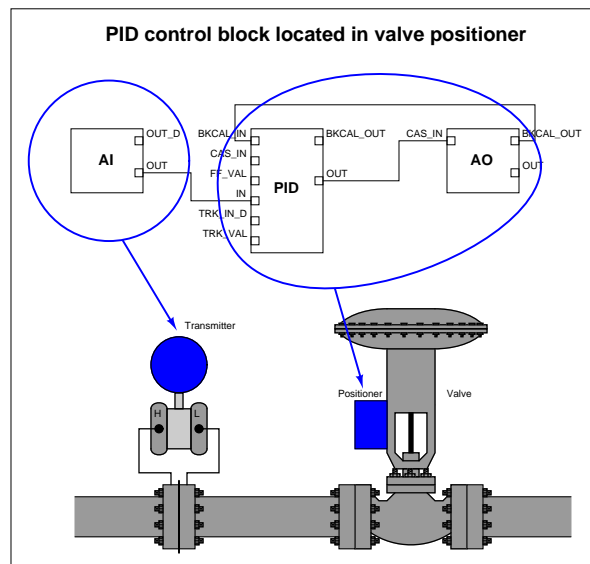 PID control block located in valve positioner
OUT_D
AI
OUT
BKCAL_IN
BKCAL_OUT
CAS_IN
FF_VAL
IN
PID
OUT
TRK_IN_D
TRK_VAL
CAS_IN
BKCAL_OUT
AO
OUT
Transmitter
H
L
Positioner
Valve